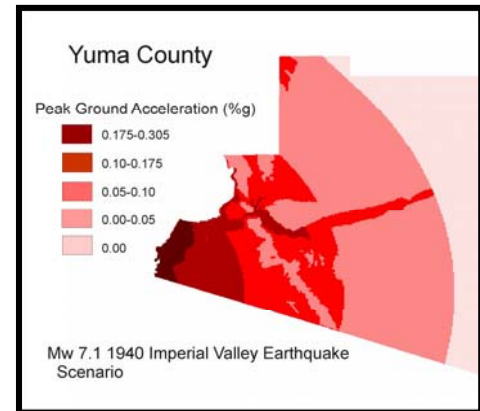 Yuma County
Peak Ground Acceleration (%g)
0.175-0.305
0.10-0.175
0.05-0.10
0.00-0.05
0.00
Mw 7.1 1940 Imperial Valley Earthquake
Scenario